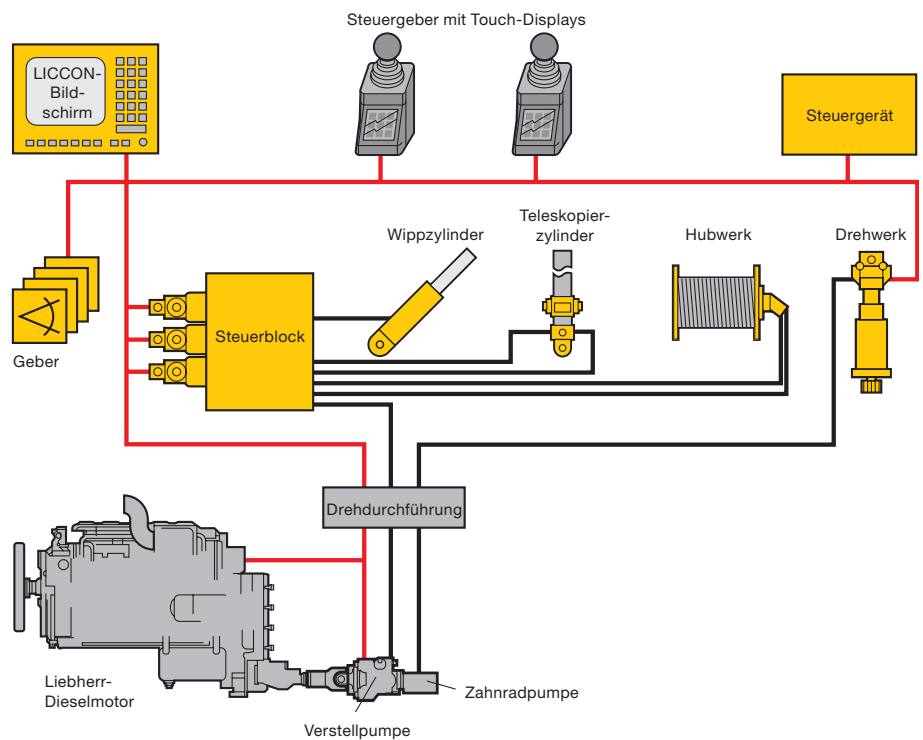 Steuergeber mit Touch-Displays
LICCON-
Bild-
schirm
Steuergerät
Wippzylinder
Teleskopier-
zylinder
Hubwerk
Drehwerk
Geber
Steuerblock
Drehdurchführung
Liebherr-
Dieselmotor
Zahnradpumpe
Verstellpumpe